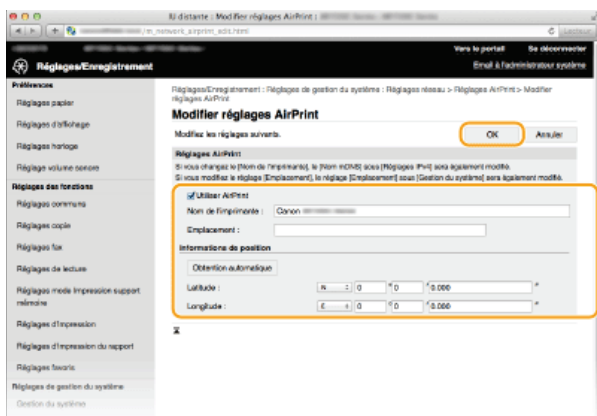 IU distante : Modifier réglages AirPrint :
/m_network_airprint_edit.html
Lecteur
Vers le portail Se déconnecter
Réglages/Enregistrement
Email à l'administrateur système
Préférences
Réglages papier
Réglages d'affichage
Réglages horloge
Réglage volume sonore
Réglages des fonctions
Réglages communs
Réglages copie
Réglages fax
Réglages de lecture
Réglages mode Impression support
mémoire
Réglages d'impression
Réglages d'impression du rapport
Réglages favoris
Réglages de gestion du système
Gestion du système
Réglages/Enregistrement : Réglages de gestion du système : Réglages réseau > Réglages AirPrint > Modifier
réglages AirPrint
Modifier réglages AirPrint
Modifiez les réglages suivants.
OK Annuler
Réglages AirPrint
Si vous changez le [Nom de l'imprimante], le [Nom mDNS] sous [Réglages IPv4] sera également modifié.
Si vous modifiez le réglage [Emplacement], le réglage [Emplacement] sous [Gestion du système] sera également modifié.
Utiliser AirPrint
Nom de l'imprimante : Canon
Emplacement :
Informations de position
Obtention automatique
Latitude : N 0 ° 0 ' 0.000 "
Longitude : E 0 ° 0 ' 0.000 "